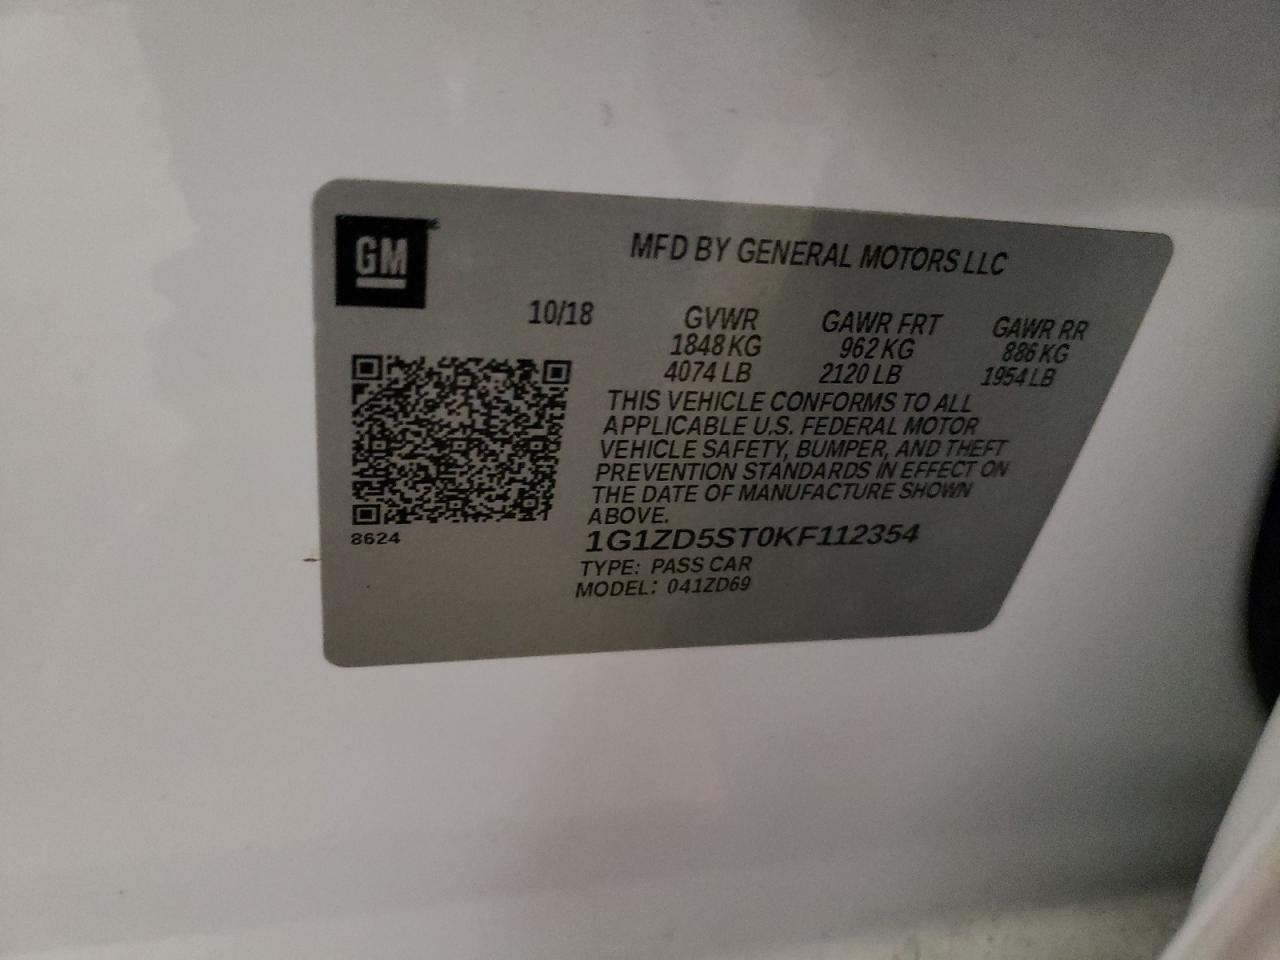 GM
MFD BY GENERAL MOTORS LLC
10/18 GVWR GAWR FRT GAWR RR
1848 KG 962 KG 886 KG
4074 LB 2120 LB 1954 LB
THIS VEHICLE CONFORMS TO ALL
APPLICABLE U.S. FEDERAL MOTOR
VEHICLE SAFETY, BUMPER, AND THEFT
PREVENTION STANDARDS IN EFFECT ON
THE DATE OF MANUFACTURE SHOWN
ABOVE.
8624
1G1ZD5ST0KF112354
TYPE: PASS CAR
MODEL: 041ZD69